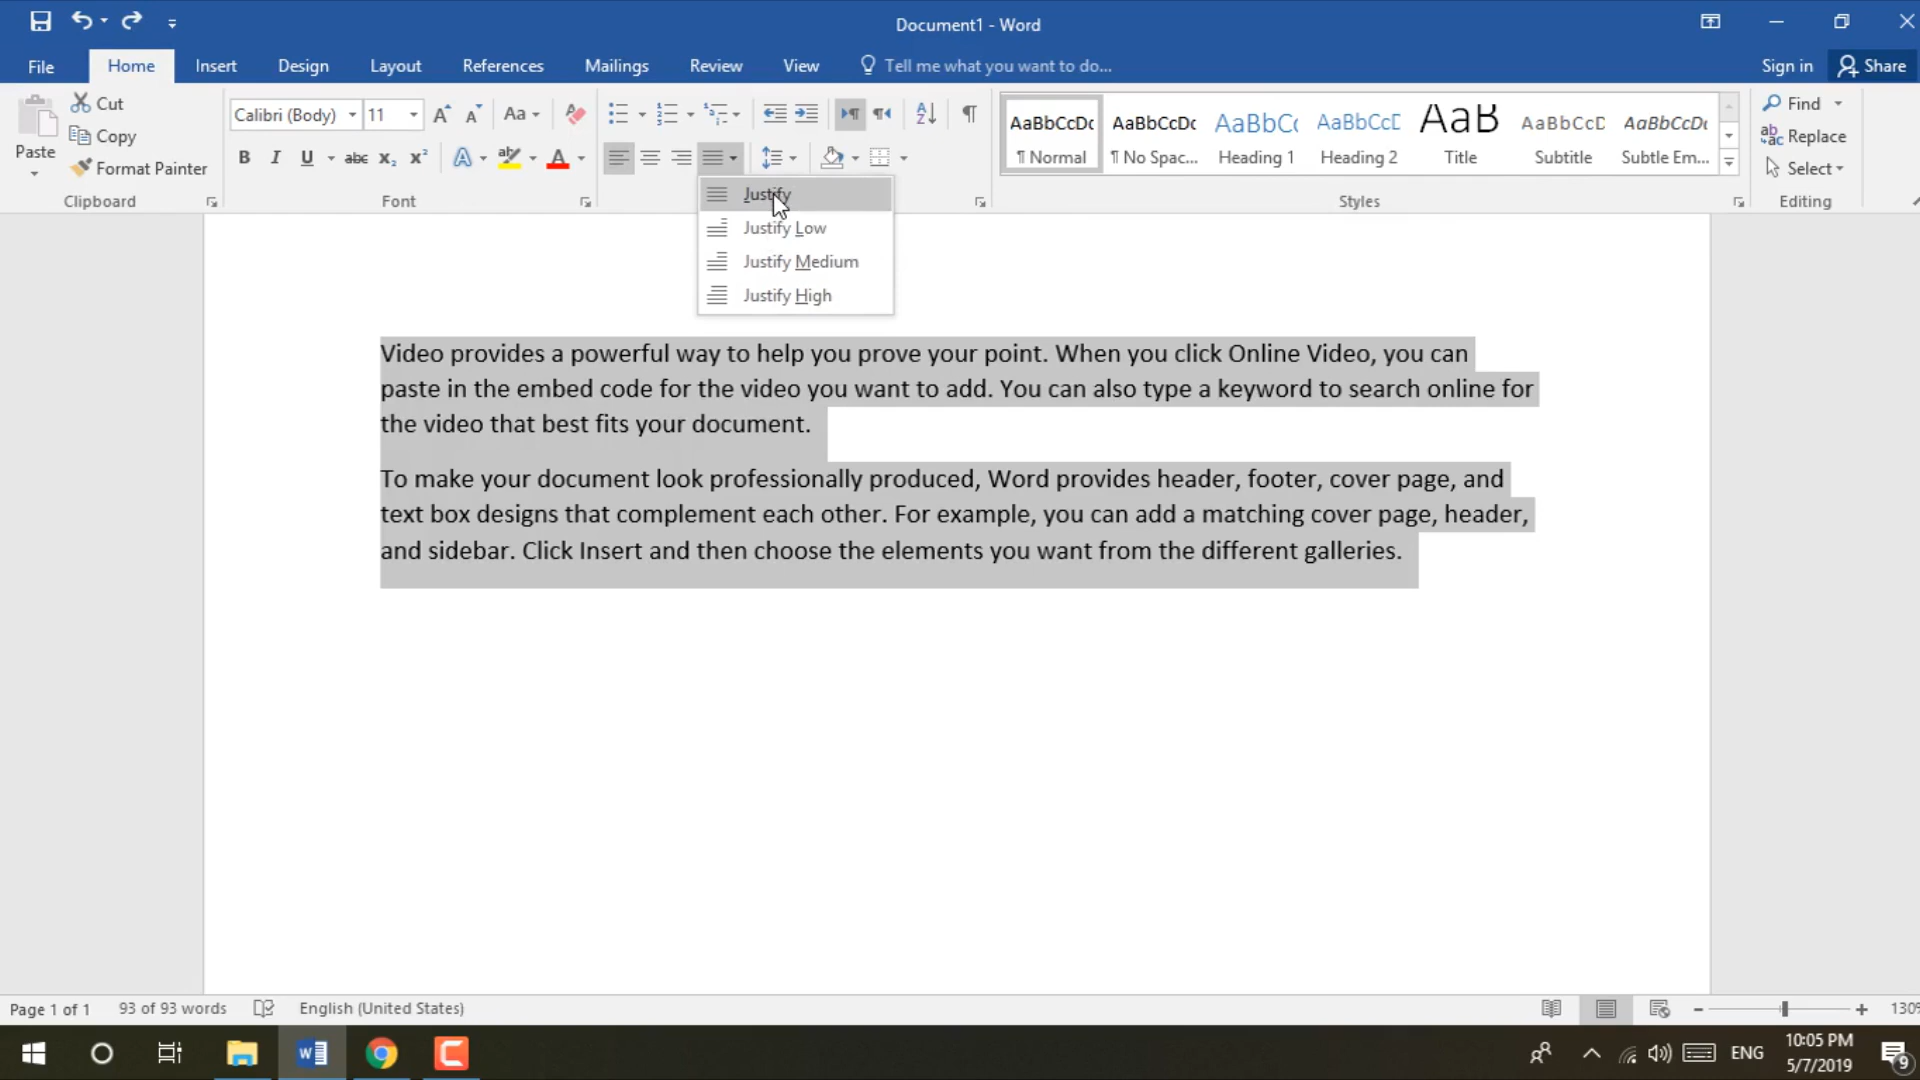 Document1 - Word
File Home Insert Design Layout References Mailings Review View Tell me what you want to do... Sign in Share
Paste
Cut
Copy
Format Painter
Clipboard
Calibri (Body) 11
Font
Justify
Justify Low
Justify Medium
Justify High
AaBbCcDc AaBbCcDc AaBbC AaBbCcE AaB AaBbCcD AaBbCcDt
¶ Normal ¶ No Spac... Heading 1 Heading 2 Title Subtitle Subtle Em...
Styles
Find
Replace
Select
Editing
Video provides a powerful way to help you prove your point. When you click Online Video, you can
paste in the embed code for the video you want to add. You can also type a keyword to search online for
the video that best fits your document.
To make your document look professionally produced, Word provides header, footer, cover page, and
text box designs that complement each other. For example, you can add a matching cover page, header,
and sidebar. Click Insert and then choose the elements you want from the different galleries.
Page 1 of 1 93 of 93 words English (United States) 130%
ENG
10:05 PM
5/7/2019
9